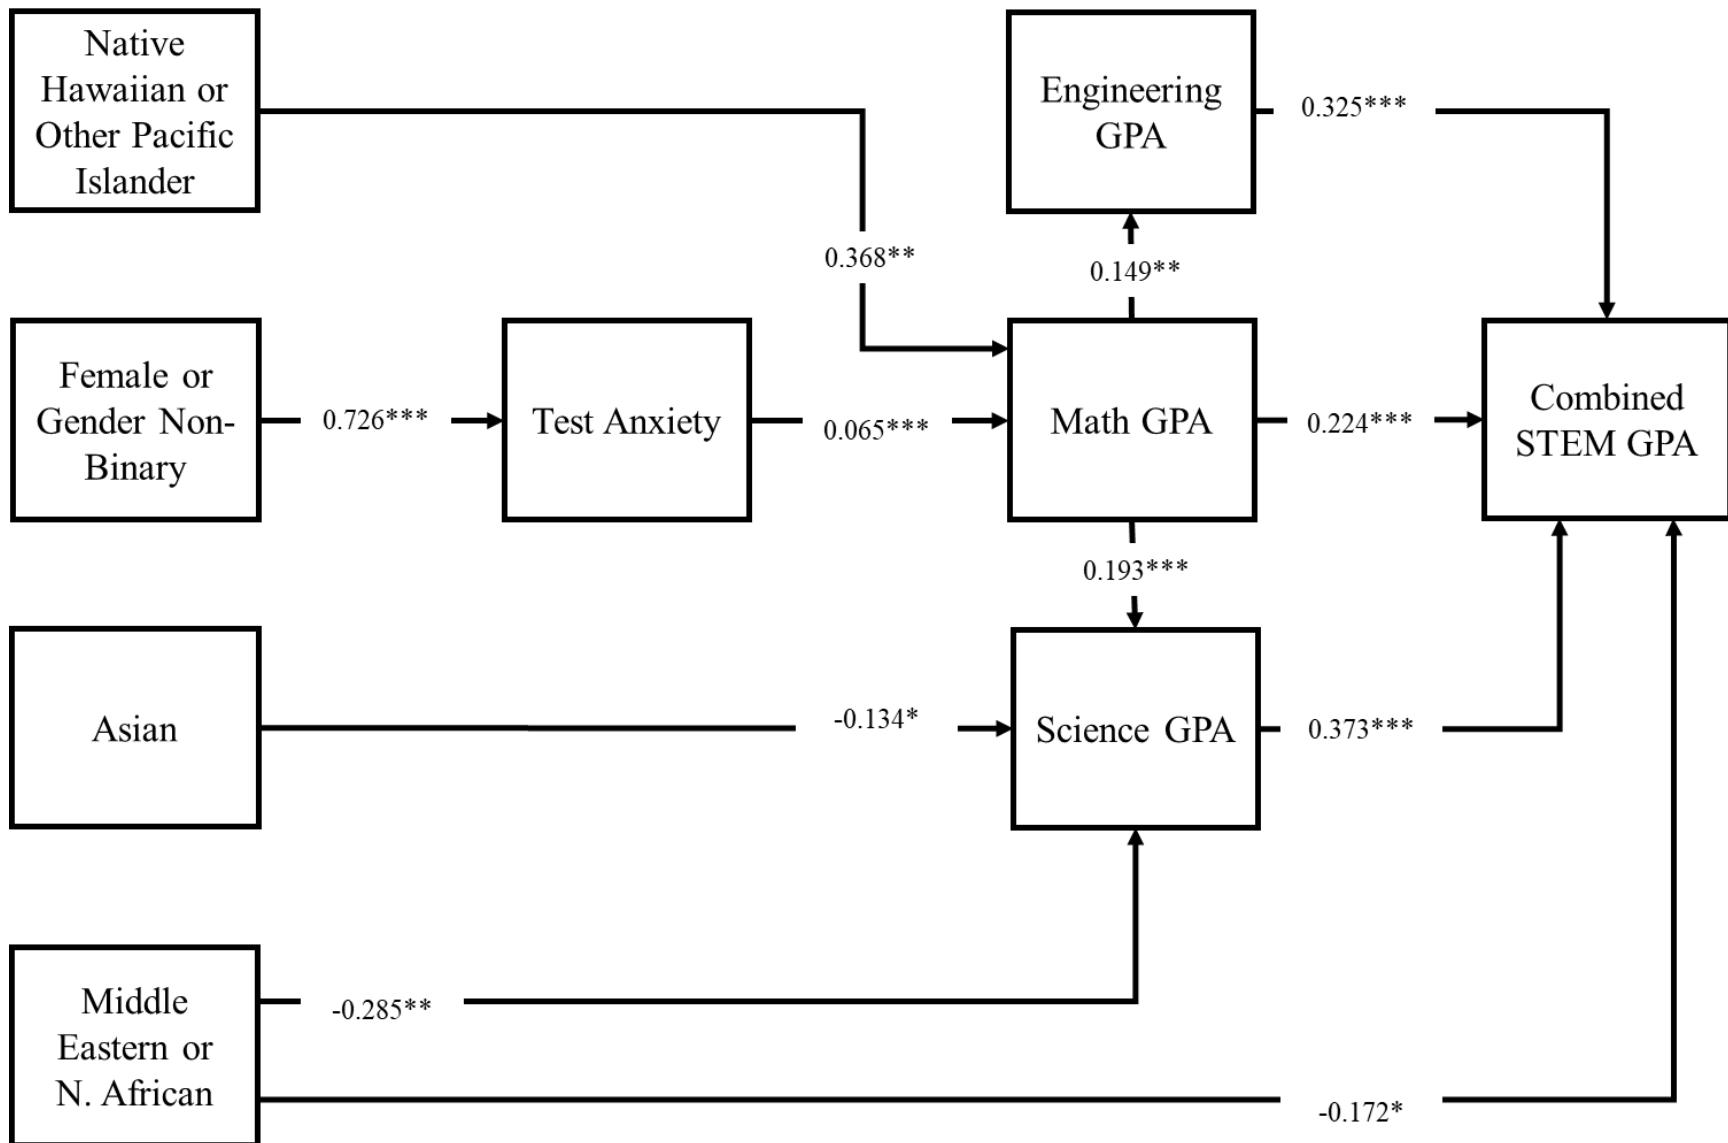 Native
Hawaiian or
Other Pacific
Islander
Engineering
GPA
0.325***
0.368**
0.149**
Female or
Gender Non-
Binary
0.726***
Test Anxiety
0.065***
Math GPA
0.224***
Combined
STEM GPA
0.193***
Asian
-0.134*
Science GPA
0.373***
Middle
Eastern or
N. African
-0.285**
-0.172*